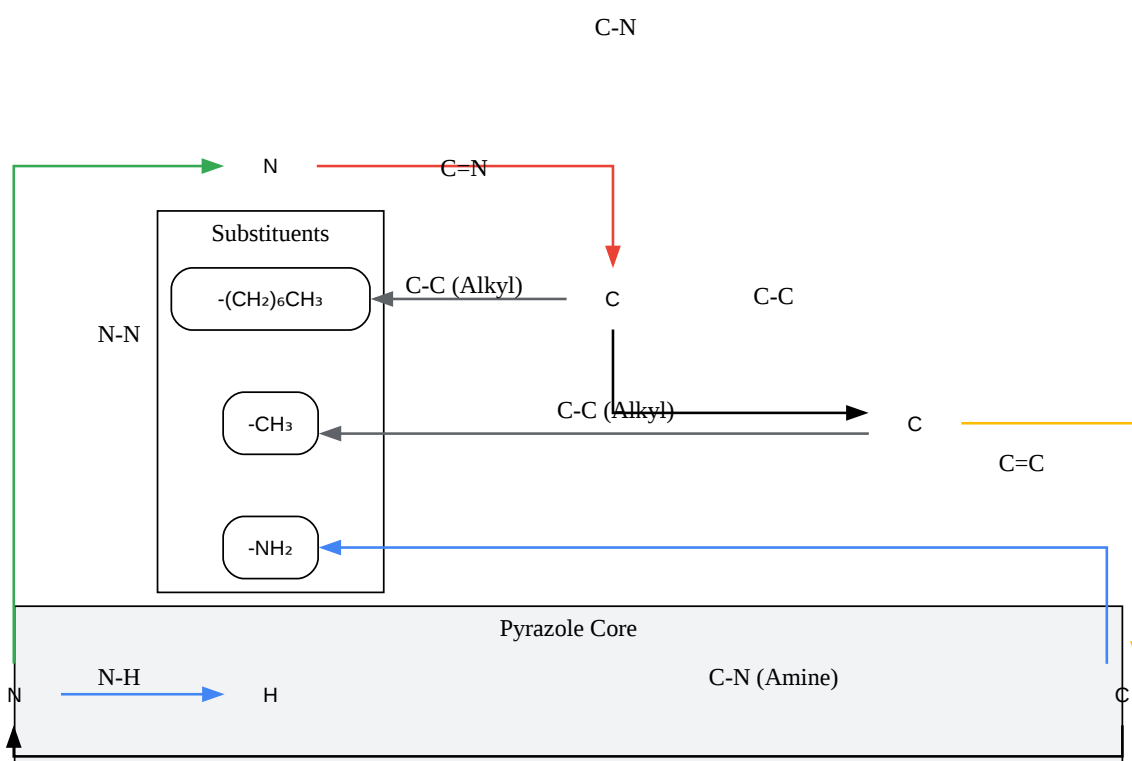 C-N
N
C=N
Substituents
-(CH₂)₆CH₃
C-C (Alkyl)
C
C-C
N-N
-CH₃
C-C (Alkyl)
C
C=C
-NH₂
Pyrazole Core
N
N-H
H
C-N (Amine)
C